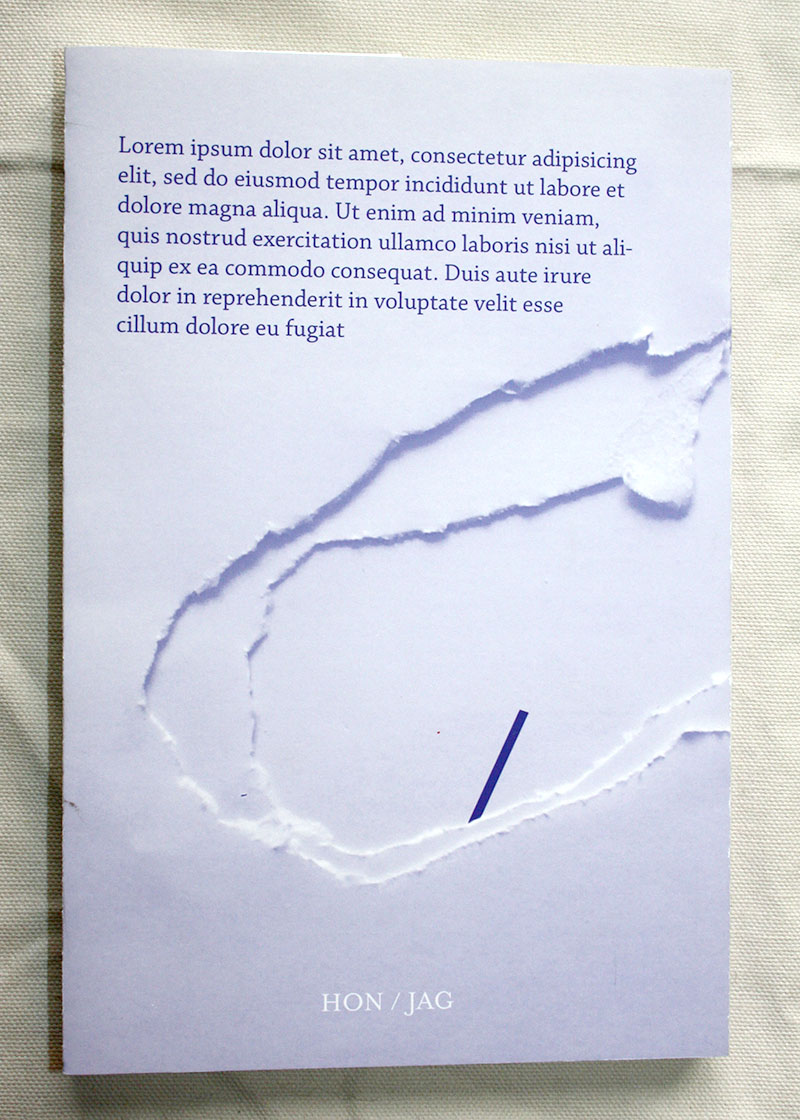 Lorem ipsum dolor sit amet, consectetur adipisicing
elit, sed do eiusmod tempor incididunt ut labore et
dolore magna aliqua. Ut enim ad minim veniam,
quis nostrud exercitation ullamco laboris nisi ut ali-
quip ex ea commodo consequat. Duis aute irure
dolor in reprehenderit in voluptate velit esse
cillum dolore eu fugiat
HON / JAG